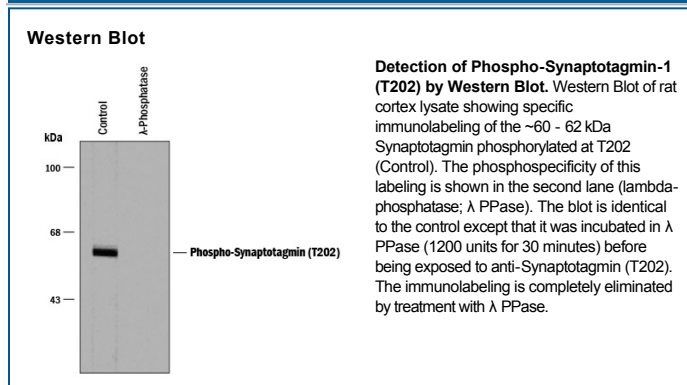 Western Blot
Control
λ-Phosphatase
kDa
100
68
43
Phospho-Synaptotagmin (T202)
Detection of Phospho-Synaptotagmin-1
(T202) by Western Blot. Western Blot of rat
cortex lysate showing specific
immunolabeling of the ~60 - 62 kDa
Synaptotagmin phosphorylated at T202
(Control). The phosphospecificity of this
labeling is shown in the second lane (lambda-
phosphatase; λ PPase). The blot is identical
to the control except that it was incubated in λ
PPase (1200 units for 30 minutes) before
being exposed to anti-Synaptotagmin (T202).
The immunolabeling is completely eliminated
by treatment with λ PPase.